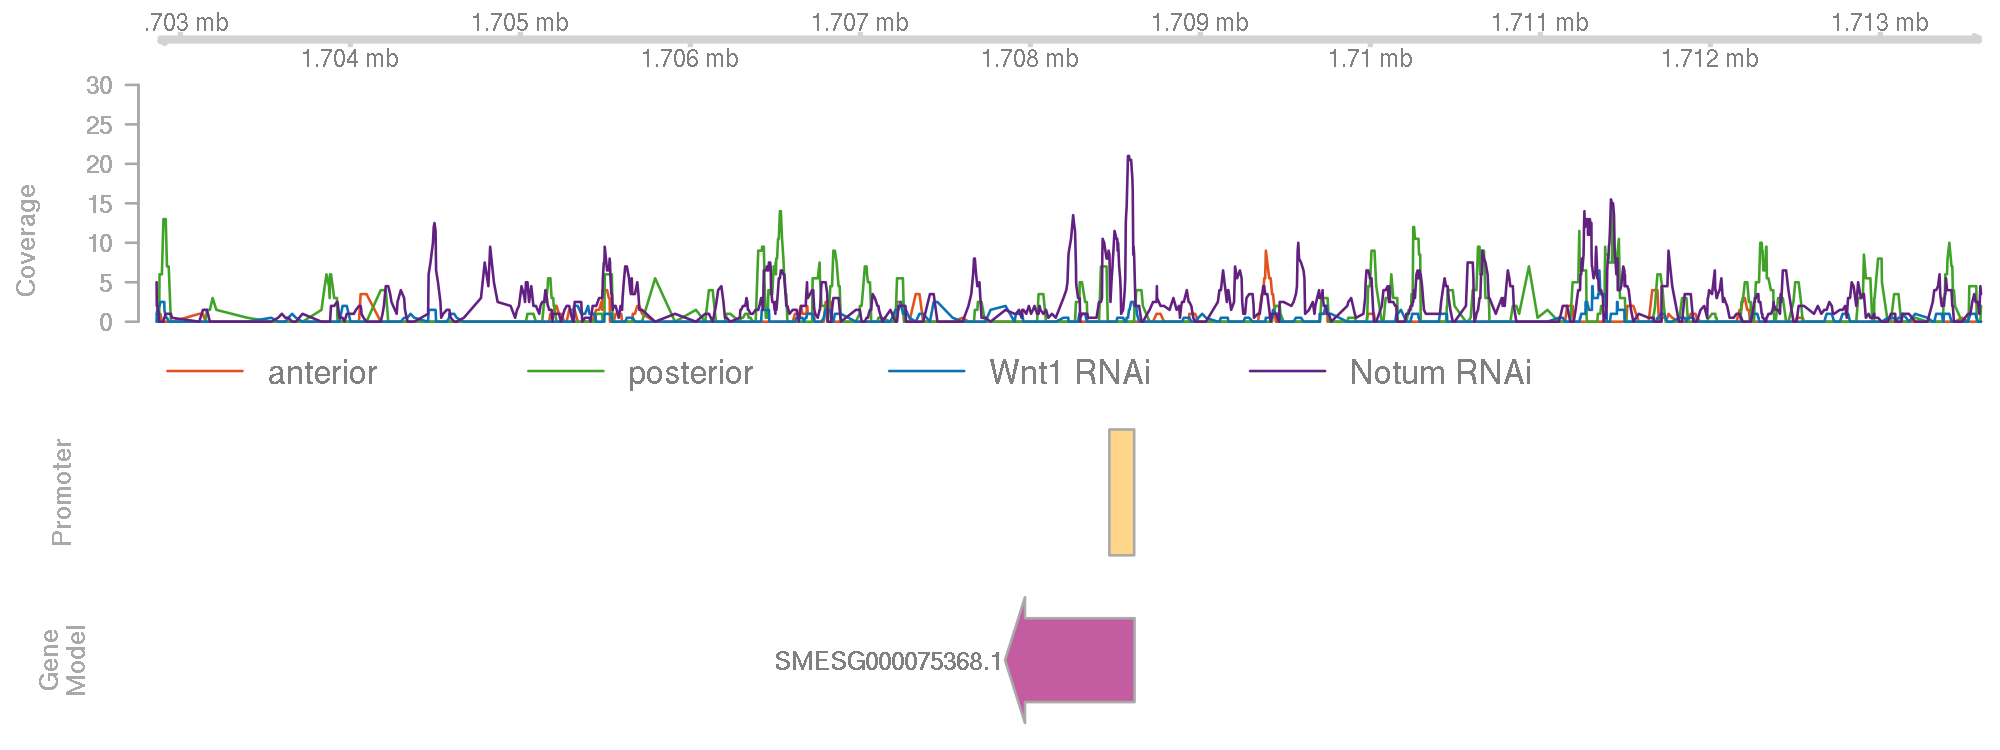 .703 mb 1.705 mb 1.707 mb 1.709 mb 1.711 mb 1.713 mb
1.704 mb 1.706 mb 1.708 mb 1.71 mb 1.712 mb
Coverage
30
25
20
15
10
5
0
anterior posterior Wnt1 RNAi Notum RNAi
Promoter
Gene
Model
SMESG000075368.1